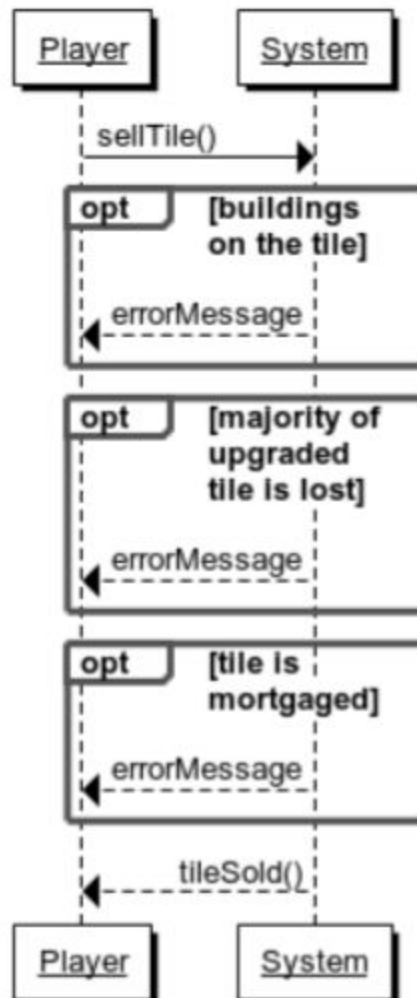 Player System
sellTile()
opt [buildings
on the tile]
errorMessage
opt [majority of
upgraded
tile is lost]
errorMessage
opt [tile is
mortgaged]
errorMessage
tileSold()
Player System